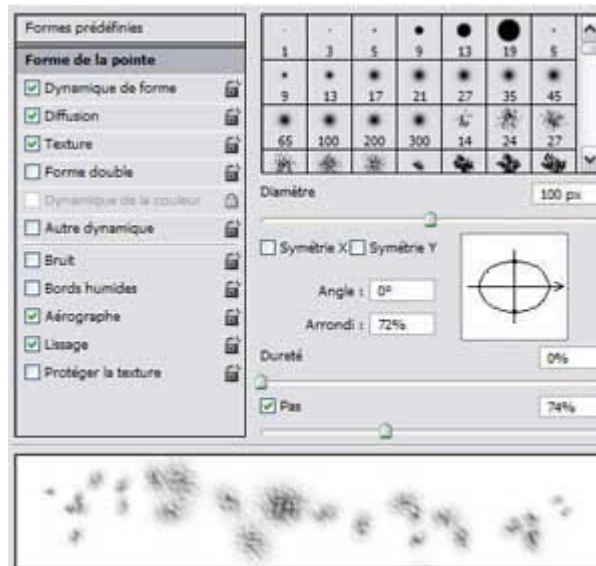 Formes prédéfinies
Forme de la pointe
Dynamique de forme
Diffusion
Texture
Forme double
Dynamique de la couleur
Autre dynamique
Bruit
Bords humides
Aérographe
Lissage
Protéger la texture
1 3 5 9 13 19 5
9 13 17 21 27 35 45
65 100 200 300 14 24 27
Diamètre 100 px
Symétrie X Symétrie Y
Angle : 0°
Arrondi : 72%
Dureté 0%
Pas 74%